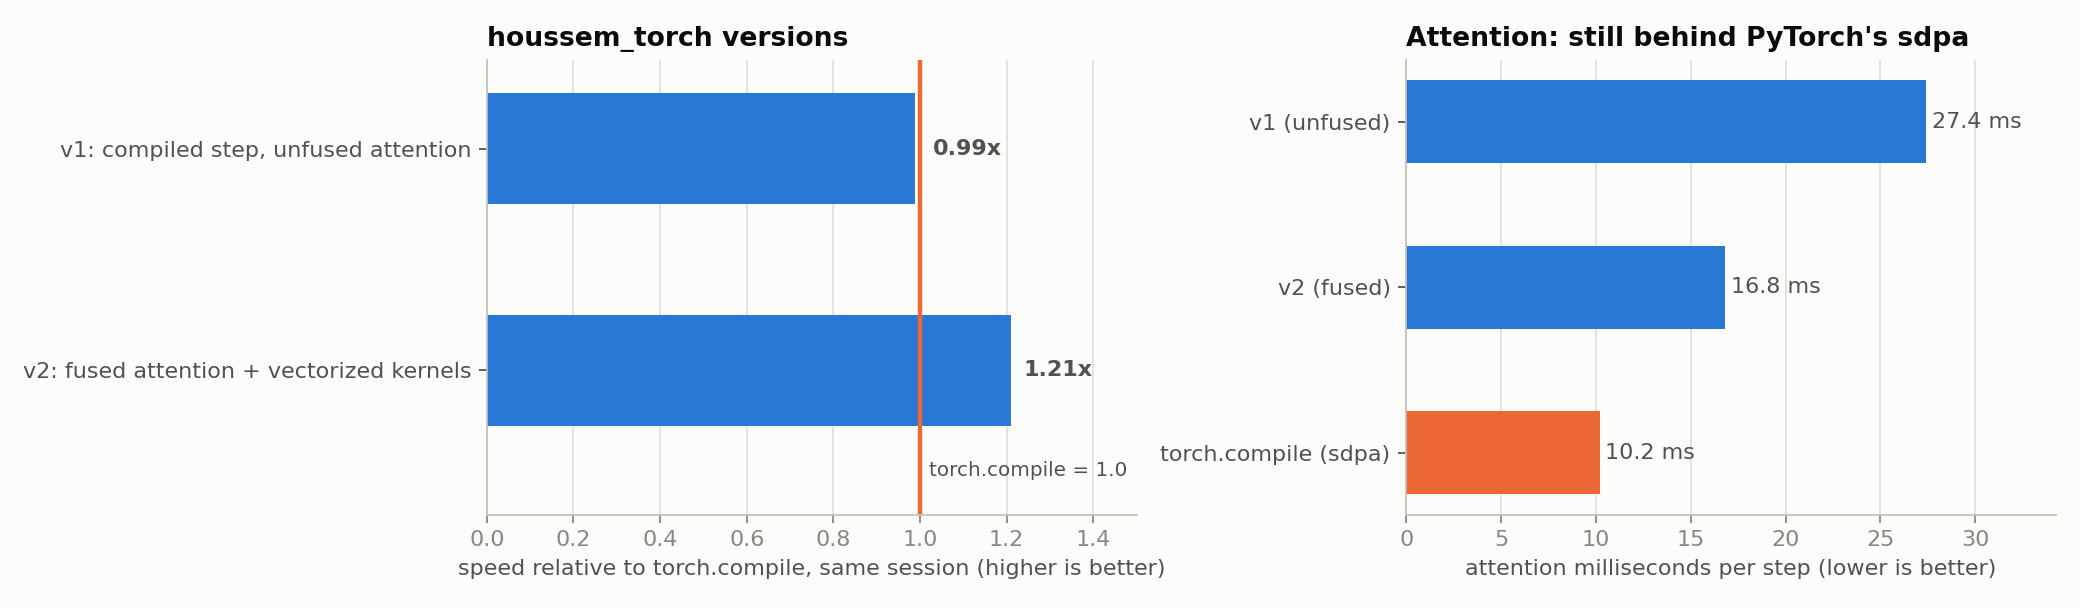 houssem_torch versions
v1: compiled step, unfused attention
0.99x
v2: fused attention + vectorized kernels
1.21x
torch.compile = 1.0
0.0 0.2 0.4 0.6 0.8 1.0 1.2 1.4
speed relative to torch.compile, same session (higher is better)
Attention: still behind PyTorch's sdpa
v1 (unfused)
27.4 ms
v2 (fused)
16.8 ms
torch.compile (sdpa)
10.2 ms
0 5 10 15 20 25 30
attention milliseconds per step (lower is better)